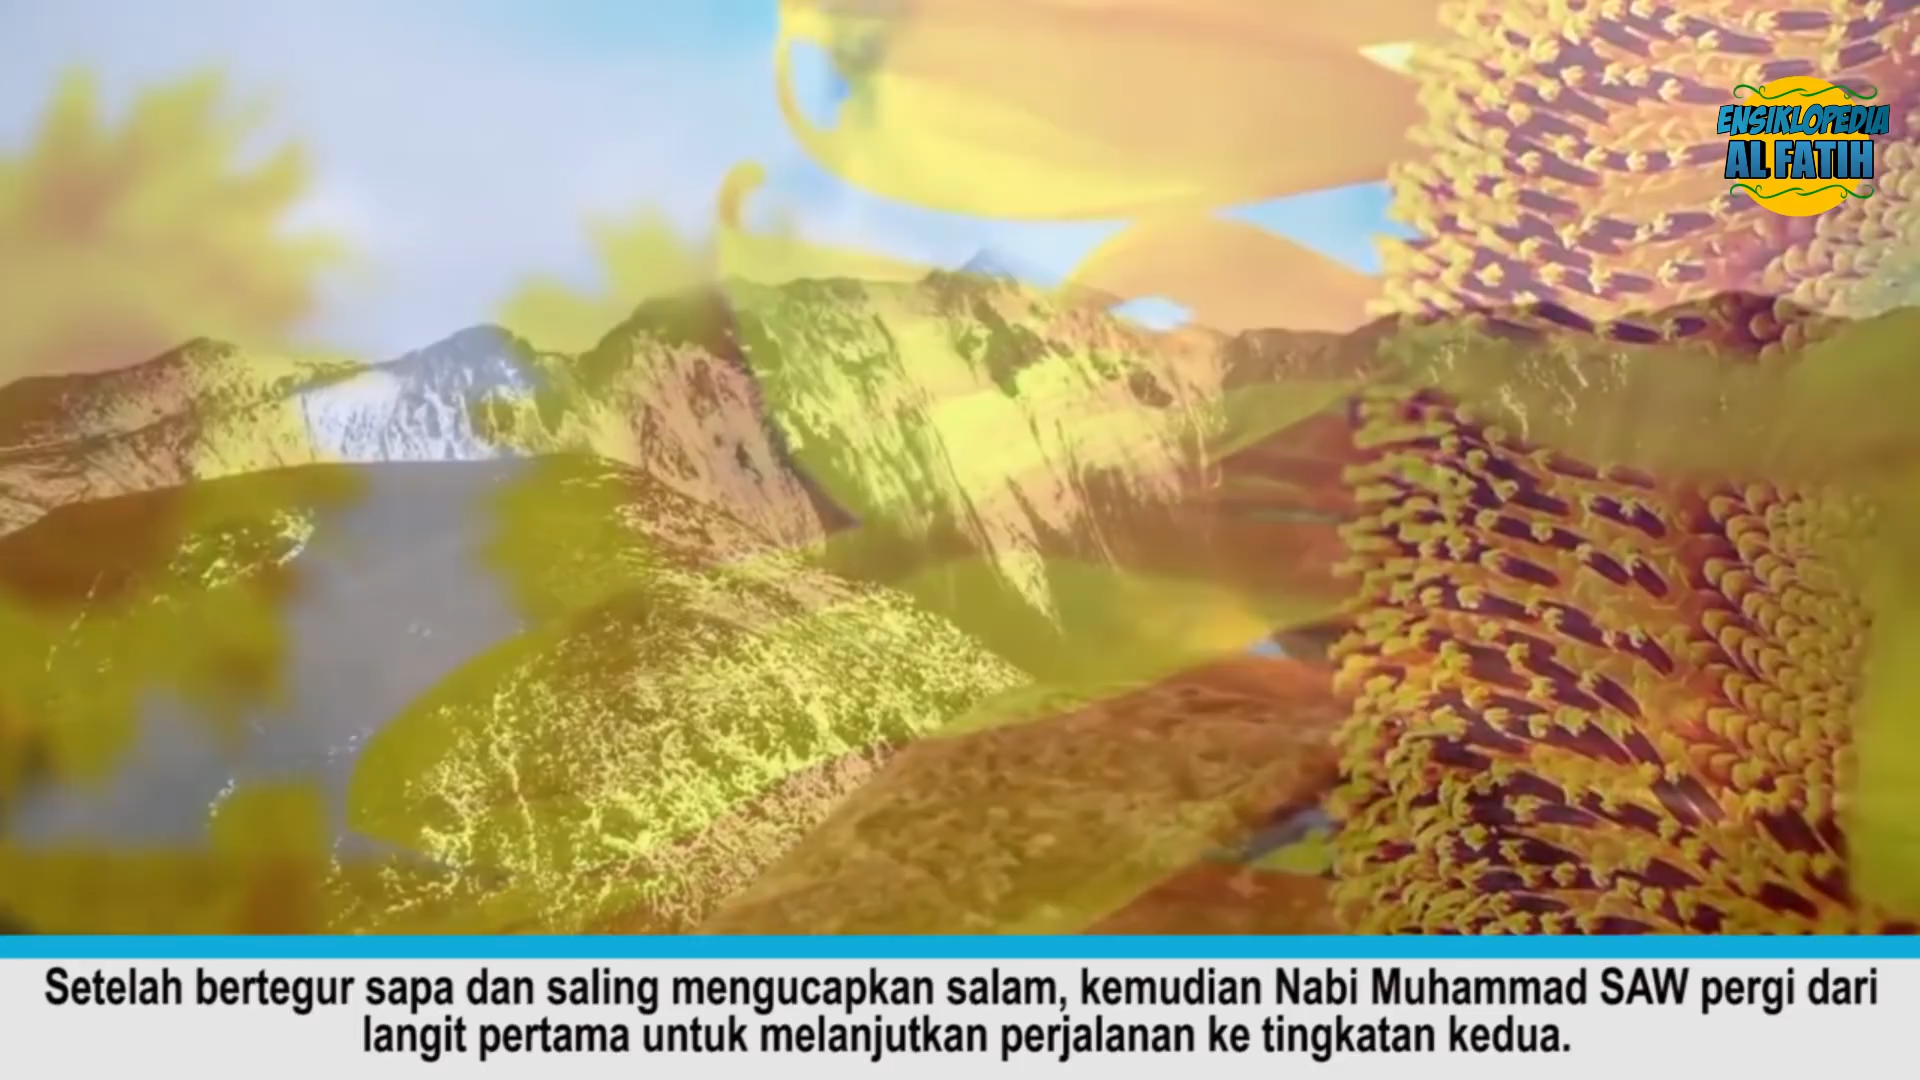 ENSIKLOPEDIA
AL FATIH
Setelah bertegur sapa dan saling mengucapkan salam, kemudian Nabi Muhammad SAW pergi dari
langit pertama untuk melanjutkan perjalanan ke tingkatan kedua.